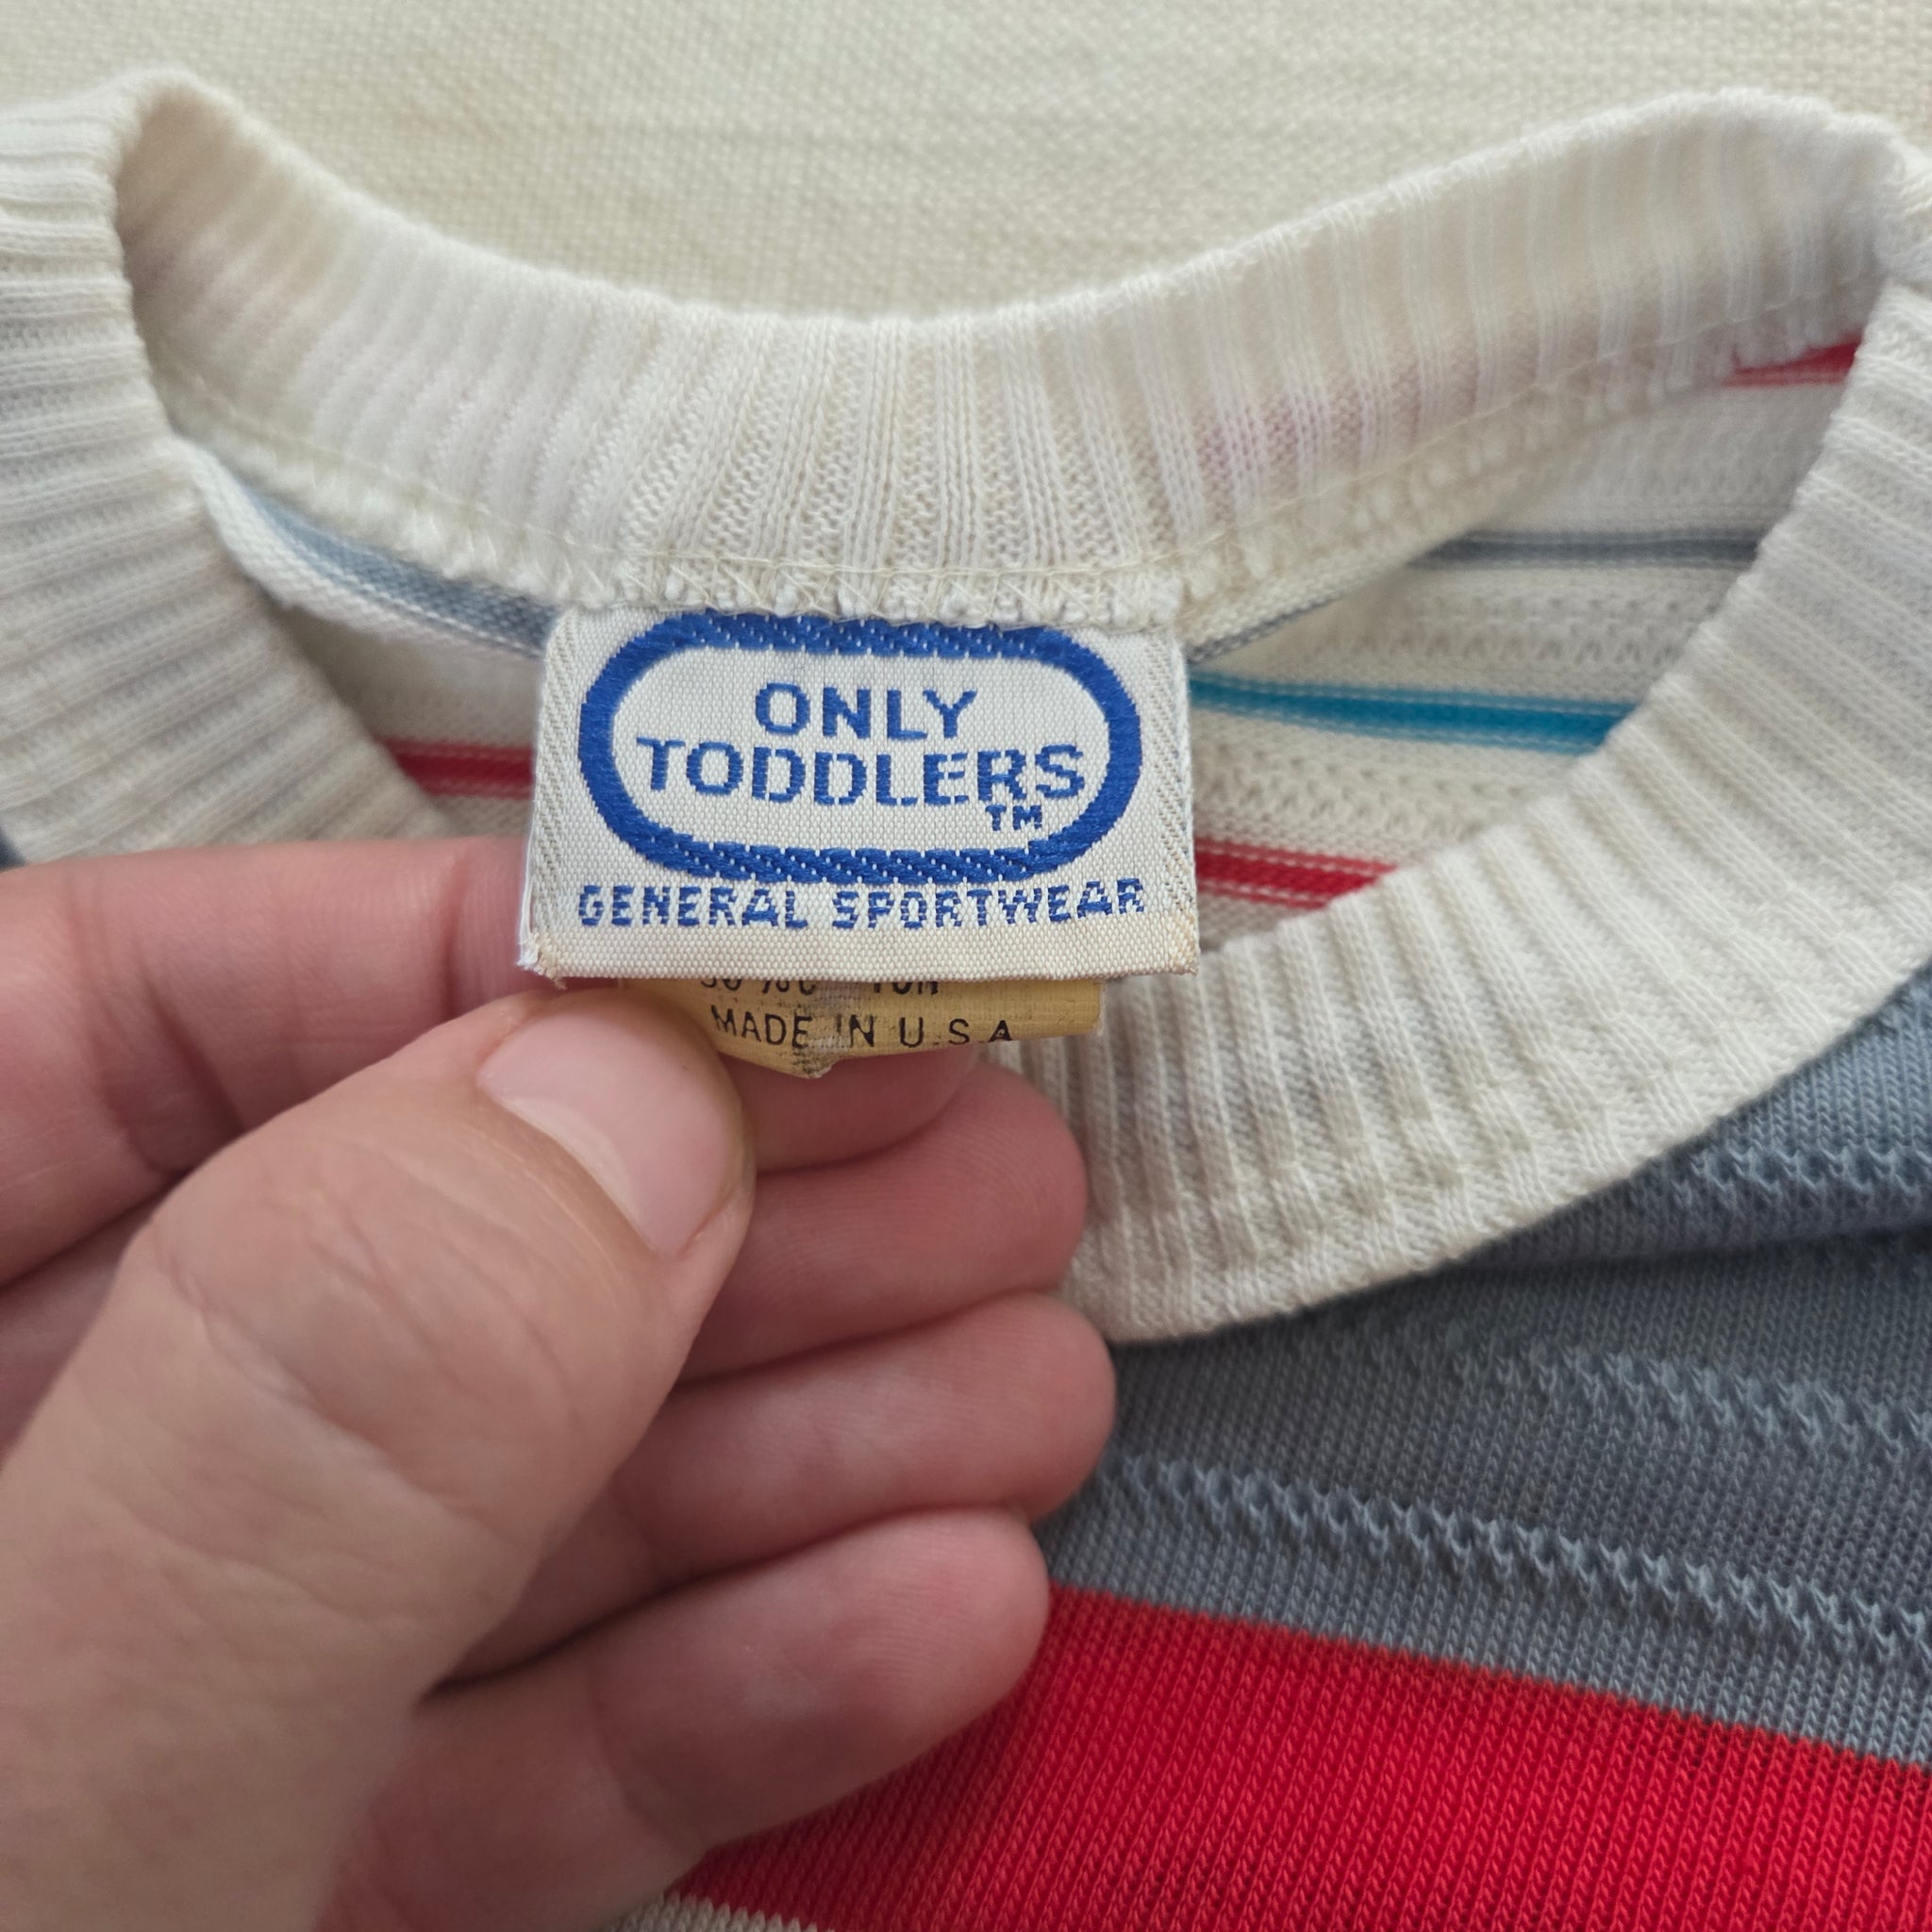 ONLY
TODDLERS
TM
GENERAL SPORTWEAR
MADE IN U.S.A